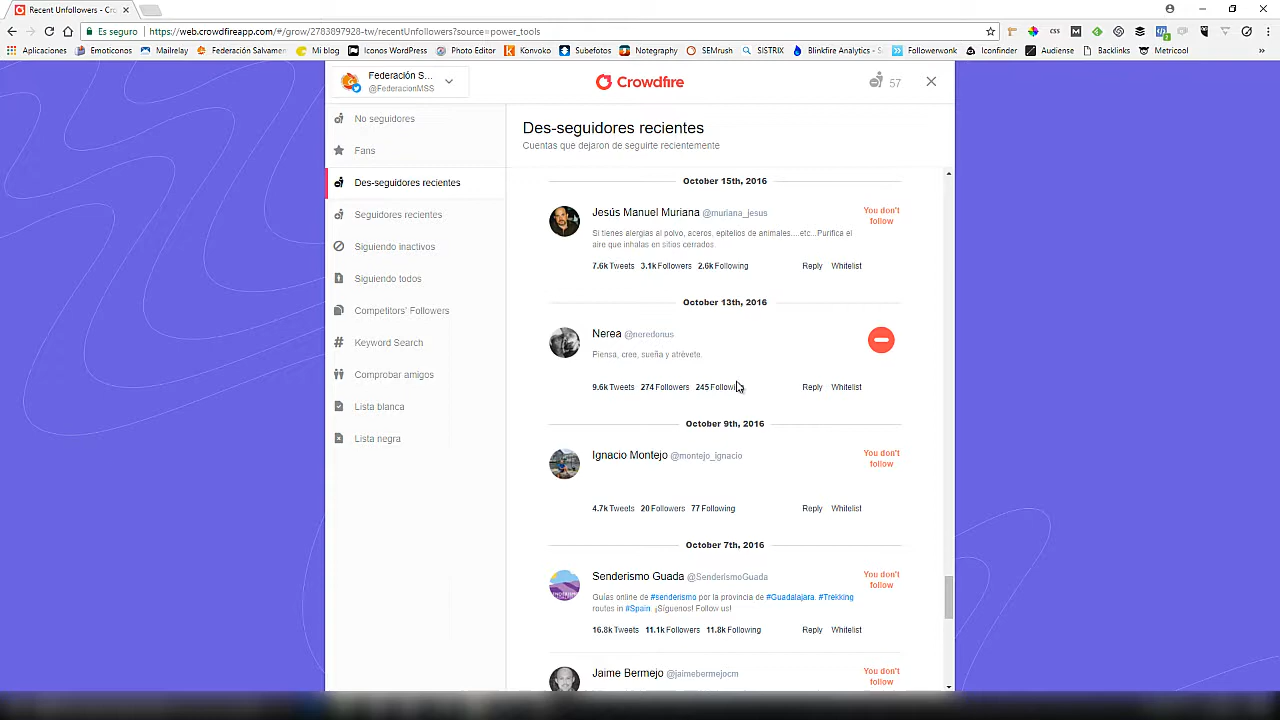 Recent Unfollowers - Cro
Es seguro https://web.crowdfireapp.com/#/grow/2783897928-tw/recentUnfollowers?source=power_tools
Aplicaciones Emoticonos Mailrelay Federación Salvamen Mi blog Iconos WordPress Photo Editor Konvoko Subefotos Notegraphy SEMrush SISTRIX Blinkfire Analytics - S Followerwonk Iconfinder Audiense Backlinks Metricool
Federación S...
@FederacionMSS
Crowdfire
57
No seguidores
Fans
Des-seguidores recientes
Seguidores recientes
Siguiendo inactivos
Siguiendo todos
Competitors' Followers
Keyword Search
Comprobar amigos
Lista blanca
Lista negra
Des-seguidores recientes
Cuentas que dejaron de seguirte recientemente
October 15th, 2016
Jesús Manuel Muriana @muriana_jesus
You don't
follow
Si tienes alergias al polvo, aceros, epitelios de animales....etc...Purifica el
aire que inhalas en sitios cerrados.
7.6k Tweets 3.1k Followers 2.6k Following Reply Whitelist
October 13th, 2016
Nerea @neredonus
Piensa, cree, sueña y atrévete.
9.6k Tweets 274 Followers 245 Following Reply Whitelist
October 9th, 2016
Ignacio Montejo @montejo_ignacio
You don't
follow
4.7k Tweets 20 Followers 77 Following Reply Whitelist
October 7th, 2016
Senderismo Guada @SenderismoGuada
You don't
follow
Guías online de #senderismo por la provincia de #Guadalajara. #Trekking
routes in #Spain. ¡Síguenos! Follow us!
16.8k Tweets 11.1k Followers 11.8k Following Reply Whitelist
Jaime Bermejo @jaimebermejocm
You don't
follow